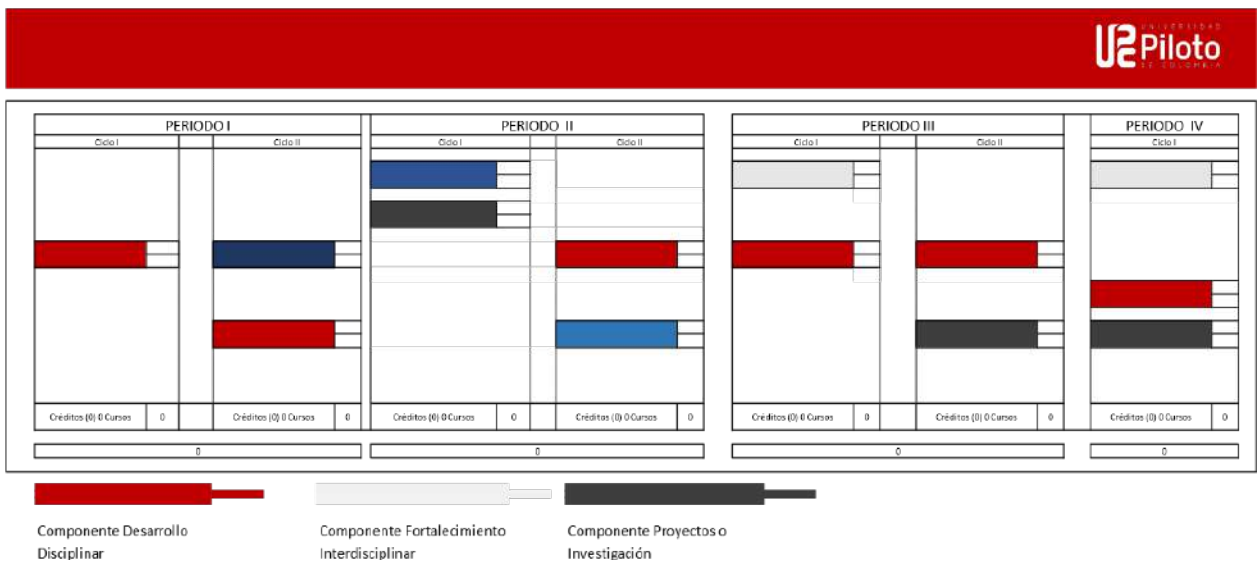 UNIVERSIDAD
Piloto
DE COLOMBIA
PERIODO I
PERIODO II
PERIODO III
PERIODO IV
Ciclo I
Ciclo II
Ciclo I
Ciclo II
Ciclo I
Ciclo II
Ciclo I
Créditos (0) 0 Cursos 0
Créditos (0) 0 Cursos 0
Créditos (0) 0 Cursos 0
Créditos (0) 0 Cursos 0
Créditos (0) 0 Cursos 0
Créditos (0) 0 Cursos 0
Créditos (0) 0 Cursos 0
0
0
0
0
Componente Desarrollo
Disciplinar
Componente Fortalecimiento
Interdisciplinar
Componente Proyectos o
Investigación